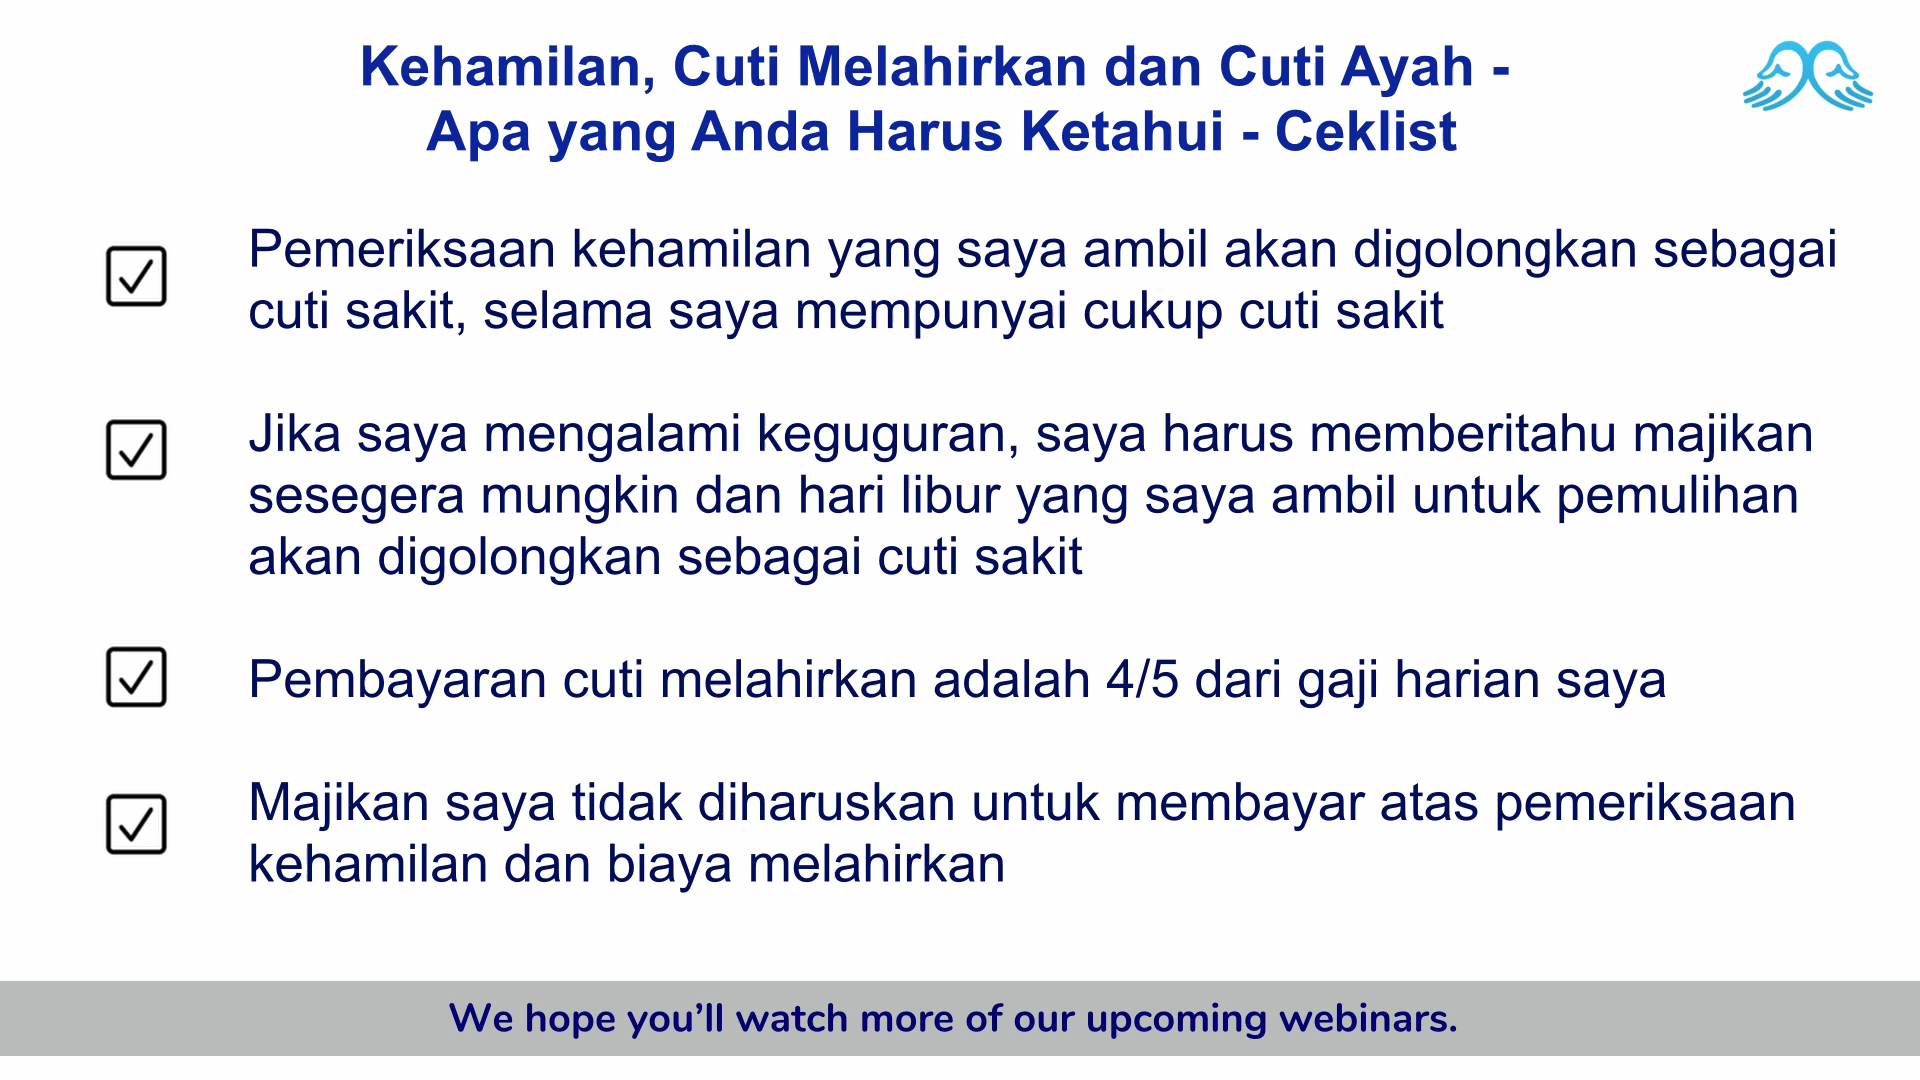 Kehamilan, Cuti Melahirkan dan Cuti Ayah -
Apa yang Anda Harus Ketahui - Ceklist
Pemeriksaan kehamilan yang saya ambil akan digolongkan sebagai
cuti sakit, selama saya mempunyai cukup cuti sakit
Jika saya mengalami keguguran, saya harus memberitahu majikan
sesegera mungkin dan hari libur yang saya ambil untuk pemulihan
akan digolongkan sebagai cuti sakit
Pembayaran cuti melahirkan adalah 4/5 dari gaji harian saya
Majikan saya tidak diharuskan untuk membayar atas pemeriksaan
kehamilan dan biaya melahirkan
We hope you’ll watch more of our upcoming webinars.